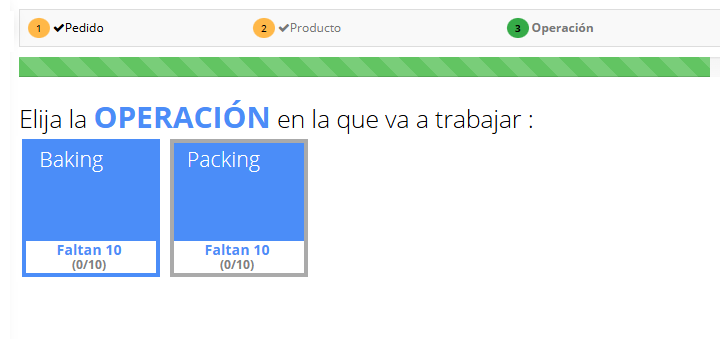 1 Pedido 2 Producto 3 Operación
Elija la OPERACIÓN en la que va a trabajar :
Baking Packing
Faltan 10 Faltan 10
(0/10) (0/10)